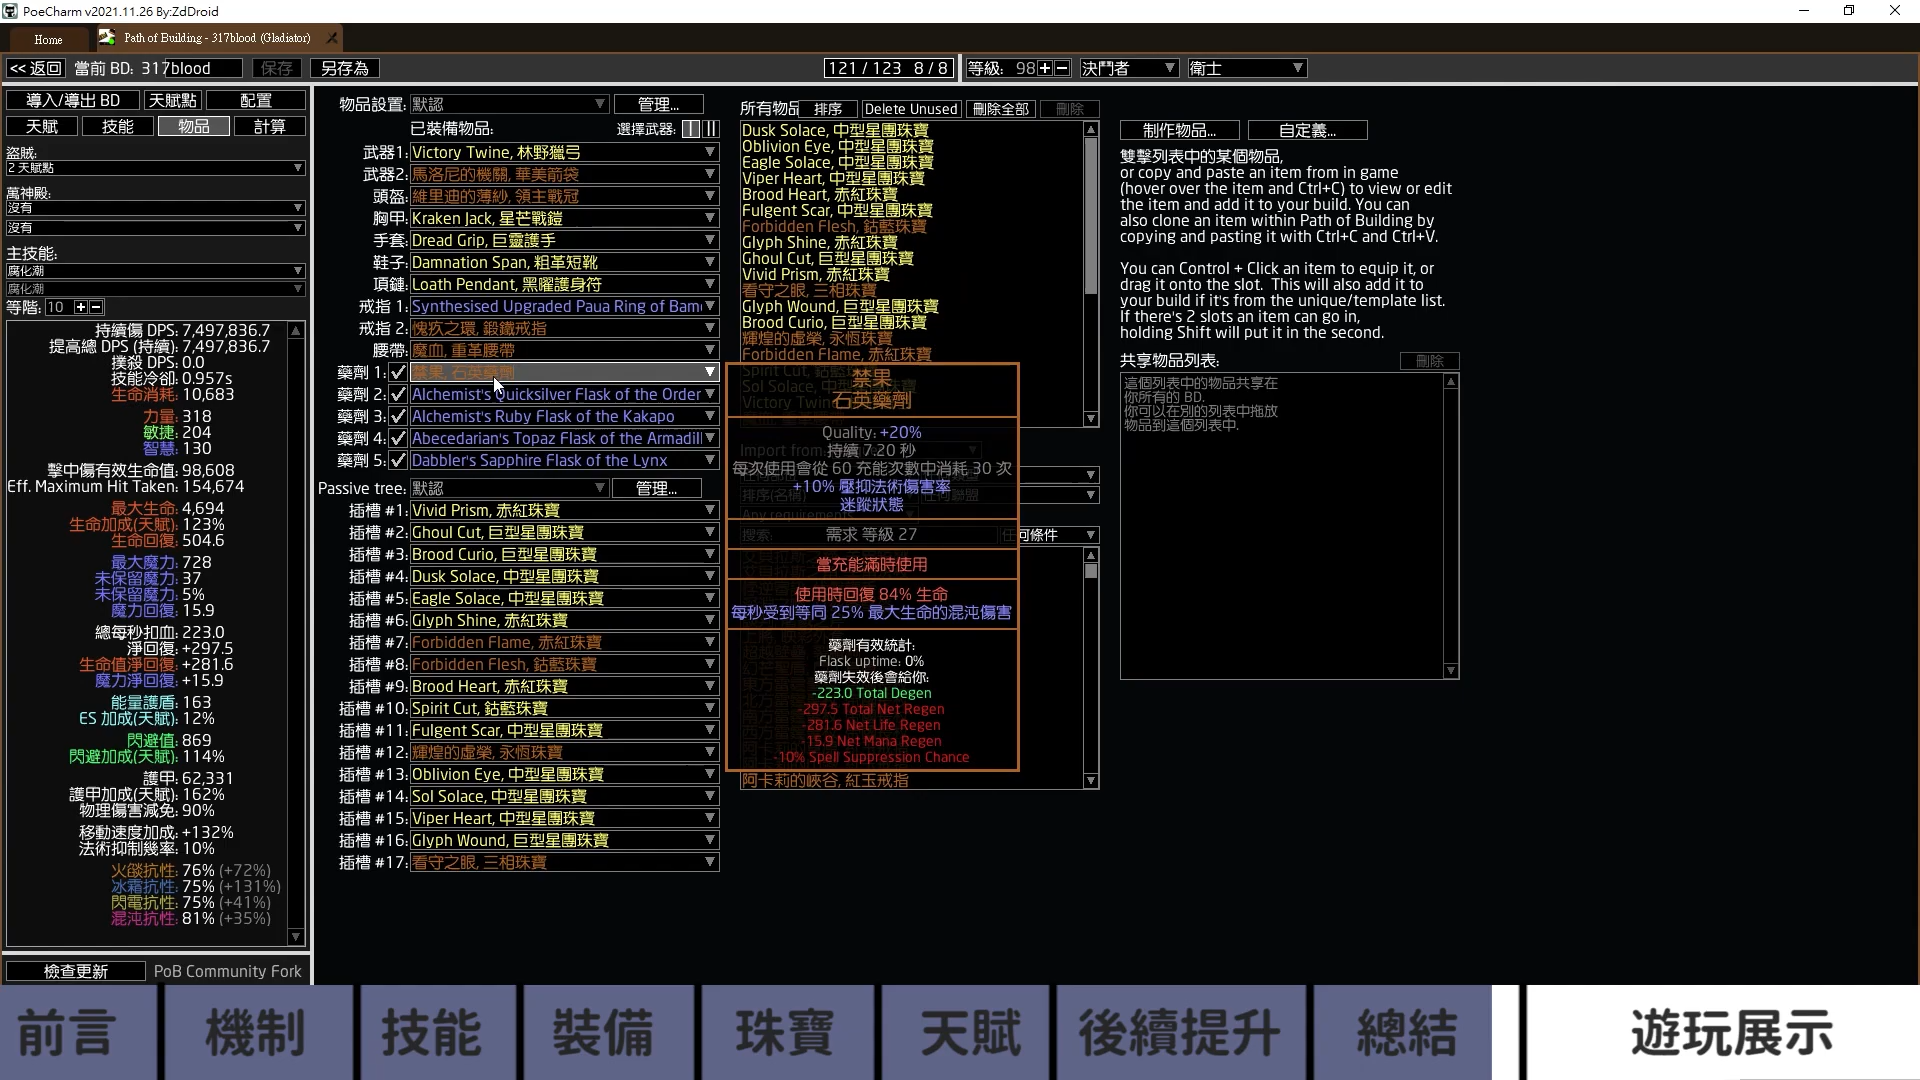 PoeCharm v2021.11.26 By:ZdDroid
Home
Path of Building - 317blood (Gladiator)
<< 返回
當前 BD: 317blood
保存
另存為
121 / 123 8 / 8
等級: 98
決鬥者
衛士
導入/導出 BD
天賦點
配置
天賦
技能
物品
計算
盜賊:
2 天賦點
萬神殿:
沒有
沒有
主技能:
腐化潮
腐化潮
等階: 10
持續傷 DPS: 7,497,836.7
提高總 DPS (持續): 7,497,836.7
撲殺 DPS: 0.0
技能冷卻: 0.957s
生命消耗: 10,683
力量: 318
敏捷: 204
智慧: 130
擊中傷有效生命值: 98,608
Eff. Maximum Hit Taken: 154,674
最大生命: 4,694
生命加成(天賦): 123%
生命回復: 504.6
最大魔力: 728
未保留魔力: 37
未保留魔力: 5%
魔力回復: 15.9
總每秒扣血: 223.0
淨回復: +297.5
生命值淨回復: +281.6
魔力淨回復: +15.9
能量護盾: 163
ES 加成(天賦): 12%
閃避值: 869
閃避加成(天賦): 114%
護甲: 62,331
護甲加成(天賦): 162%
物理傷害減免: 90%
移動速度加成: +132%
法術抑制幾率: 10%
火燄抗性: 76% (+72%)
冰霜抗性: 75% (+131%)
閃電抗性: 75% (+41%)
混沌抗性: 81% (+35%)
檢查更新
PoB Community Fork
物品設置: 默認
管理...
已裝備物品:
選擇武器: I II
武器1: Victory Twine, 林野獵弓
武器2: 馬洛尼的機關, 華美箭袋
頭盔: 維里迪的薄紗, 領主戰冠
胸甲: Kraken Jack, 星芒戰鎧
手套: Dread Grip, 巨靈護手
鞋子: Damnation Span, 粗革短靴
頂鏈: Loath Pendant, 黑曜護身符
戒指 1: Synthesised Upgraded Paua Ring of Bam
戒指 2: 愧疚之環, 鍛鐵戒指
腰帶: 魔血, 重革腰帶
藥劑 1: 禁果, 石英藥劑
藥劑 2: Alchemist's Quicksilver Flask of the Order
藥劑 3: Alchemist's Ruby Flask of the Kakapo
藥劑 4: Abecedarian's Topaz Flask of the Armadill
藥劑 5: Dabbler's Sapphire Flask of the Lynx
Passive tree: 默認
管理...
插槽 #1: Vivid Prism, 赤紅珠寶
插槽 #2: Ghoul Cut, 巨型星團珠寶
插槽 #3: Brood Curio, 巨型星團珠寶
插槽 #4: Dusk Solace, 中型星團珠寶
插槽 #5: Eagle Solace, 中型星團珠寶
插槽 #6: Glyph Shine, 赤紅珠寶
插槽 #7: Forbidden Flame, 赤紅珠寶
插槽 #8: Forbidden Flesh, 鈷藍珠寶
插槽 #9: Brood Heart, 赤紅珠寶
插槽 #10: Spirit Cut, 鈷藍珠寶
插槽 #11: Fulgent Scar, 中型星團珠寶
插槽 #12: 輝煌的虛榮, 永恆珠寶
插槽 #13: Oblivion Eye, 中型星團珠寶
插槽 #14: Sol Solace, 中型星團珠寶
插槽 #15: Viper Heart, 中型星團珠寶
插槽 #16: Glyph Wound, 巨型星團珠寶
插槽 #17: 看守之眼, 三相珠寶
所有物品
排序
Delete Unused
刪除全部
刪除
Dusk Solace, 中型星團珠寶
Oblivion Eye, 中型星團珠寶
Eagle Solace, 中型星團珠寶
Viper Heart, 中型星團珠寶
Brood Heart, 赤紅珠寶
Fulgent Scar, 中型星團珠寶
Forbidden Flesh, 鈷藍珠寶
Glyph Shine, 赤紅珠寶
Ghoul Cut, 巨型星團珠寶
Vivid Prism, 赤紅珠寶
看守之眼, 三相珠寶
Glyph Wound, 巨型星團珠寶
Brood Curio, 巨型星團珠寶
輝煌的虛榮, 永恆珠寶
Forbidden Flame, 赤紅珠寶
Spirit Cut, 鈷藍珠寶
Sol Solace, 中型星團珠寶
Victory Twine
禁果
石英藥劑
Quality: +20%
Import from
持續 7.20 秒
每次使用會從 60 充能次數中消耗 30 次
+10% 壓抑法術傷害率
排序(名稱)
任何聯盟
迷蹤狀態
Any requirements
搜索:
需求 等級 27
任何條件
當充能滿時使用
使用時回復 84% 生命
每秒受到等同 25% 最大生命的混沌傷害
藥劑有效統計:
Flask uptime: 0%
藥劑失效後會給你:
-223.0 Total Degen
-297.5 Total Net Regen
-281.6 Net Life Regen
-15.9 Net Mana Regen
-10% Spell Suppression Chance
阿卡莉的峽谷, 紅玉戒指
制作物品...
自定義...
雙擊列表中的某個物品,
or copy and paste an item from in game
(hover over the item and Ctrl+C) to view or edit
the item and add it to your build. You can
also clone an item within Path of Building by
copying and pasting it with Ctrl+C and Ctrl+V.
You can Control + Click an item to equip it, or
drag it onto the slot. This will also add it to
your build if it's from the unique/template list.
If there's 2 slots an item can go in,
holding Shift will put it in the second.
共享物品列表:
刪除
這個列表中的物品共享在
你所有的 BD.
你可以在別的列表中拖放
物品到這個列表中.
前言
機制
技能
裝備
珠寶
天賦
後續提升
總結
遊玩展示